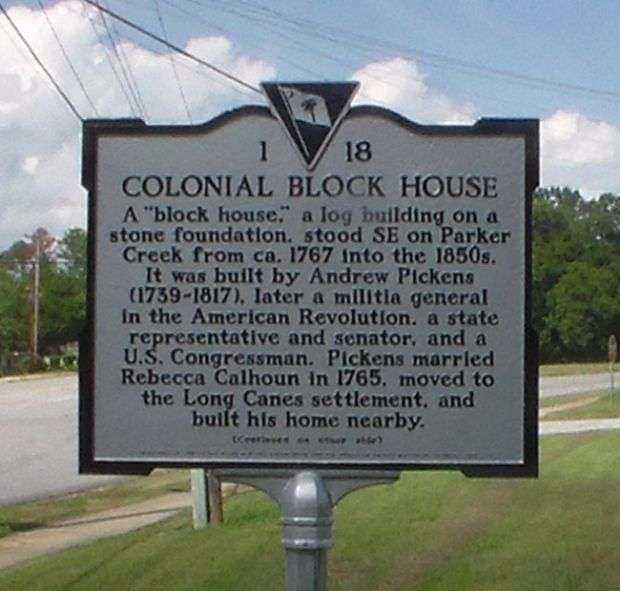 1 18
COLONIAL BLOCK HOUSE
A "block house," a log building on a
stone foundation, stood SE on Parker
Creek from ca. 1767 into the 1850s.
It was built by Andrew Pickens
(1739-1817), later a militia general
in the American Revolution, a state
representative and senator, and a
U.S. Congressman. Pickens married
Rebecca Calhoun in 1765, moved to
the Long Canes settlement, and
built his home nearby.
(Continued on other side)